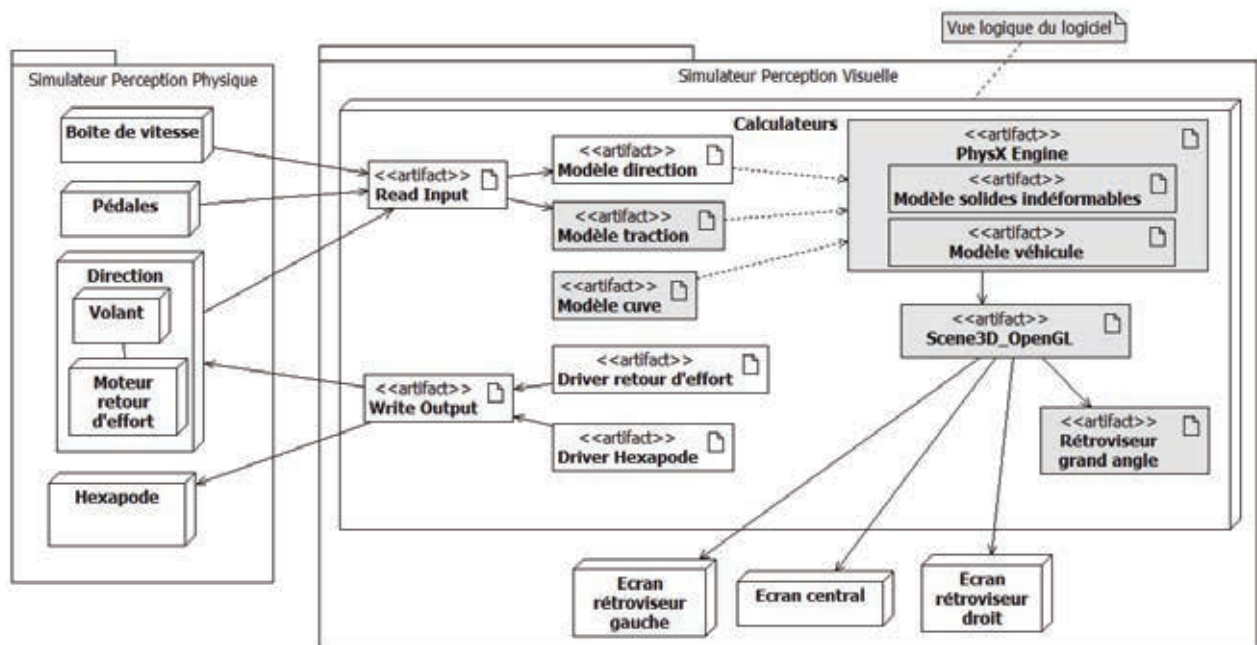 Vue logique du logiciel
Simulateur Perception Physique
Boîte de vitesse
Pédales
Direction
Volant
Moteur
retour
d'effort
Hexapode
Simulateur Perception Visuelle
Calculateurs
<<artifact>>
Read Input
<<artifact>>
Modèle direction
<<artifact>>
Modèle traction
<<artifact>>
Modèle cuve
<<artifact>>
PhysX Engine
<<artifact>>
Modèle solides indéformables
<<artifact>>
Modèle véhicule
<<artifact>>
Scene3D_OpenGL
<<artifact>>
Write Output
<<artifact>>
Driver retour d'effort
<<artifact>>
Driver Hexapode
<<artifact>>
Rétroviseur
grand angle
Ecran
rétroviseur
gauche
Ecran central
Ecran
rétroviseur
droit